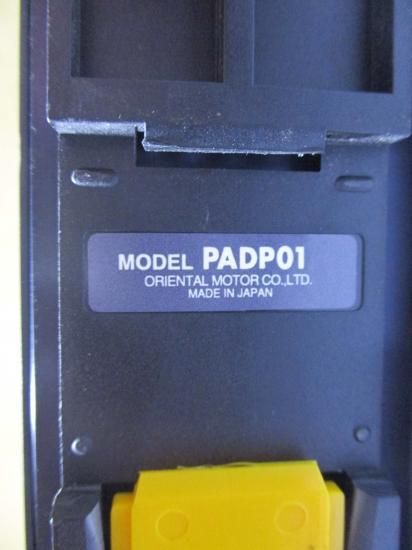 MODEL PADP01
ORIENTAL MOTOR CO.,LTD.
MADE IN JAPAN